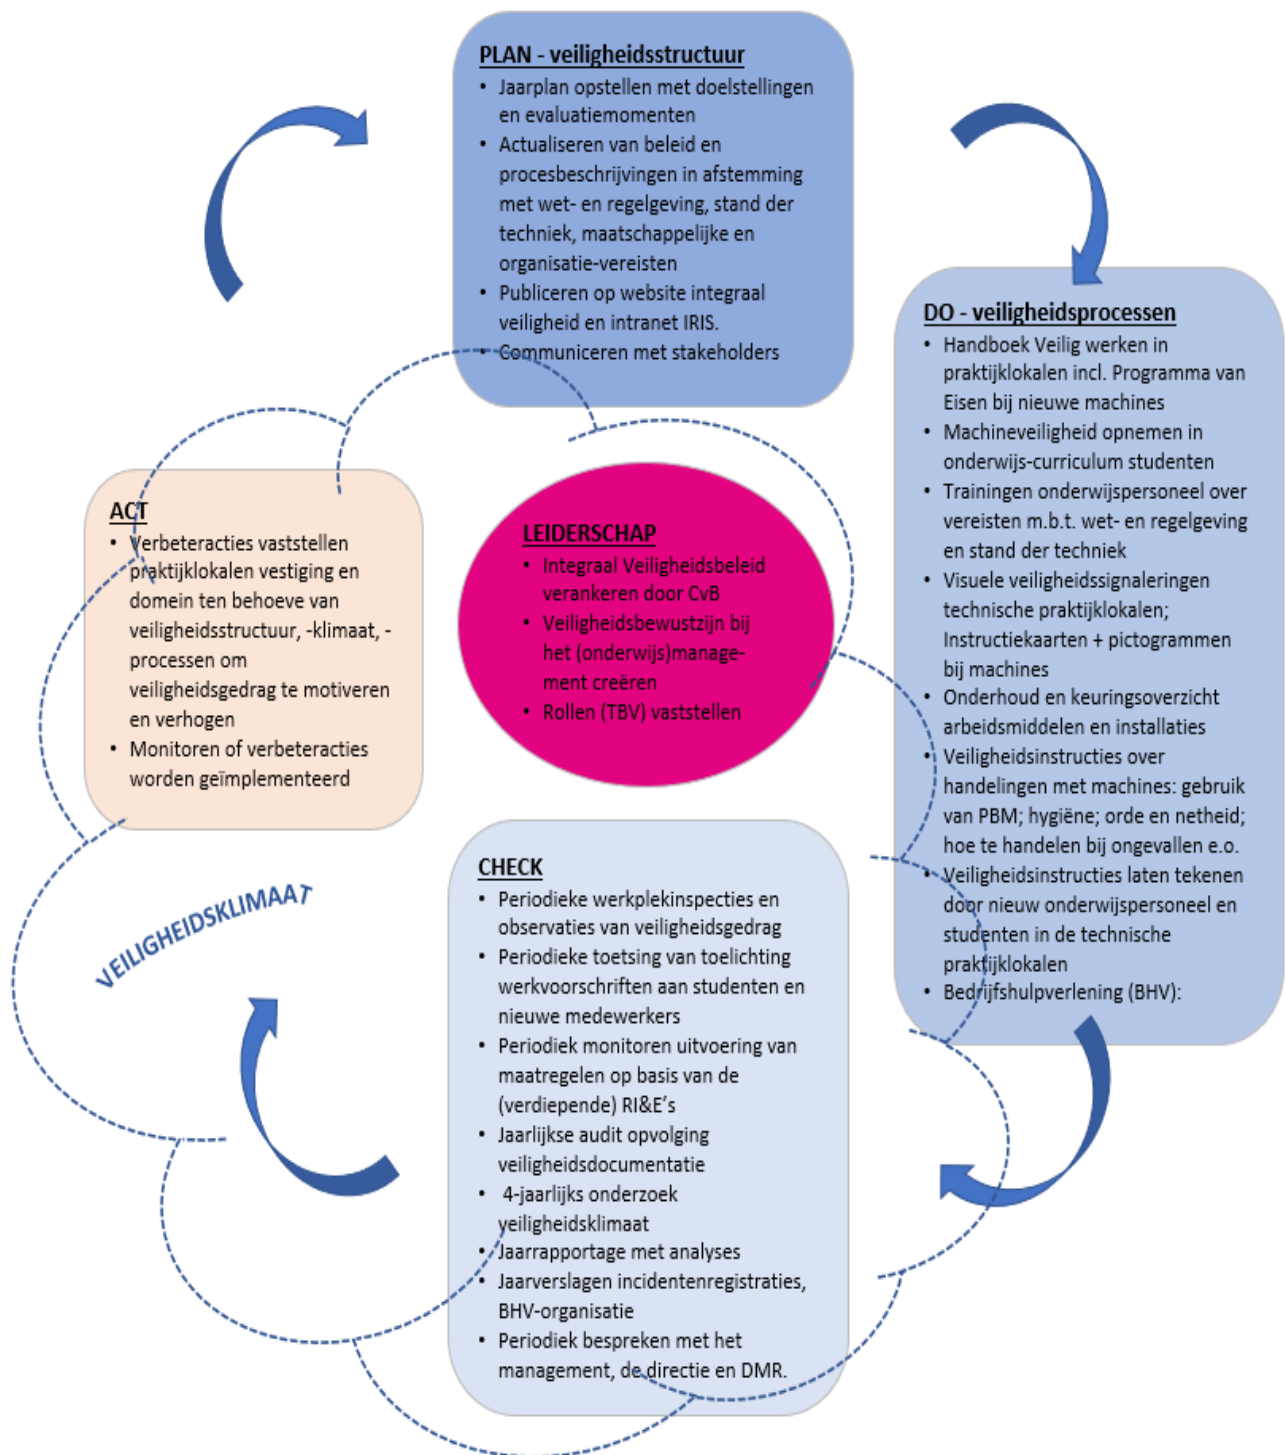 PLAN - veiligheidsstructuur
• Jaarplan opstellen met doelstellingen
en evaluatiemomenten
• Actualiseren van beleid en
procesbeschrijvingen in afstemming
met wet- en regelgeving, stand der
techniek, maatschappelijke en
organisatie-vereisten
• Publiceren op website integraal
veiligheid en intranet IRIS.
• Communiceren met stakeholders
DO - veiligheidsprocessen
• Handboek Veilig werken in
praktijklokalen incl. Programma van
Eisen bij nieuwe machines
• Machineveiligheid opnemen in
onderwijs-curriculum studenten
• Trainingen onderwijspersoneel over
vereisten m.b.t. wet- en regelgeving
en stand der techniek
• Visuele veiligheidssignaleringen
technische praktijklokalen;
Instructiekaarten + pictogrammen
bij machines
• Onderhoud en keuringsoverzicht
arbeidsmiddelen en installaties
• Veiligheidsinstructies over
handelingen met machines: gebruik
van PBM; hygiëne; orde en netheid;
hoe te handelen bij ongevallen e.o.
• Veiligheidsinstructies laten tekenen
door nieuw onderwijspersoneel en
studenten in de technische
praktijklokalen
• Bedrijfshulpverlening (BHV):
LEIDERSCHAP
• Integraal Veiligheidsbeleid
verankeren door CvB
• Veiligheidsbewustzijn bij
het (onderwijs)manage-
ment creëren
• Rollen (TBV) vaststellen
ACT
• Verbeteracties vaststellen
praktijklokalen vestiging en
domein ten behoeve van
veiligheidsstructuur, -klimaat, -
processen om
veiligheidsgedrag te motiveren
en verhogen
• Monitoren of verbeteracties
worden geïmplementeerd
VEILIGHEIDSKLIMAAT
CHECK
• Periodieke werkplekinspecties en
observaties van veiligheidsgedrag
• Periodieke toetsing van toelichting
werkvoorschriften aan studenten en
nieuwe medewerkers
• Periodiek monitoren uitvoering van
maatregelen op basis van de
(verdiepende) RI&E's
• Jaarlijkse audit opvolging
veiligheidsdocumentatie
• 4-jaarlijks onderzoek
veiligheidsklimaat
• Jaarrapportage met analyses
• Jaarverslagen incidentenregistraties,
BHV-organisatie
• Periodiek bespreken met het
management, de directie en DMR.